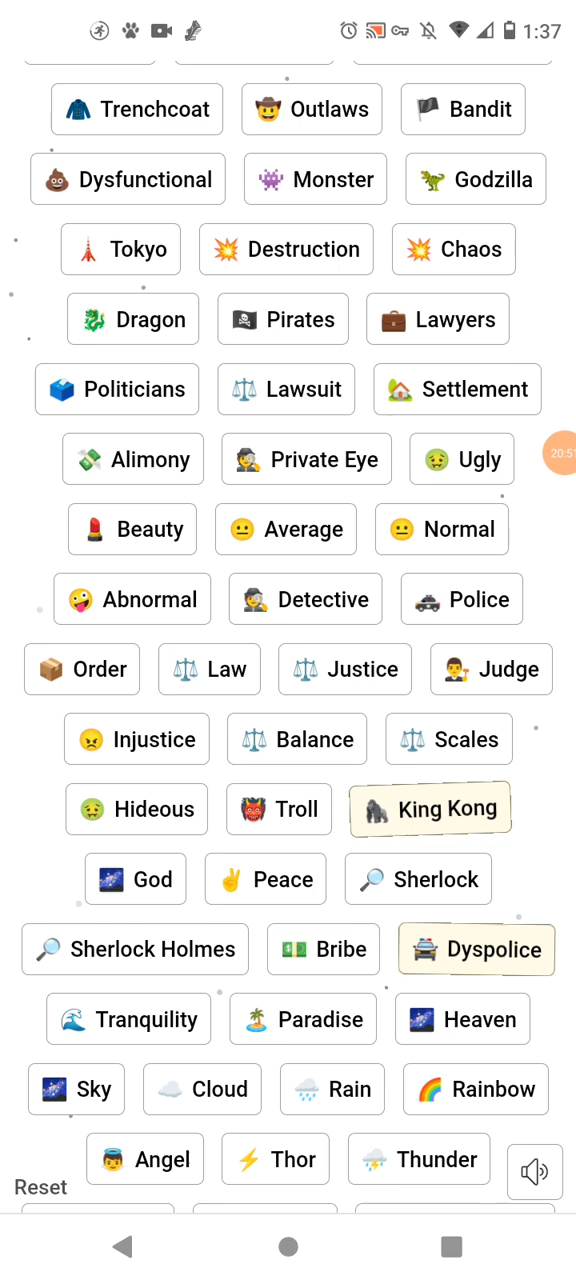 1:37
Trenchcoat Outlaws Bandit
Dysfunctional Monster Godzilla
Tokyo Destruction Chaos
Dragon Pirates Lawyers
Politicians Lawsuit Settlement
Alimony Private Eye Ugly
20:51
Beauty Average Normal
Abnormal Detective Police
Order Law Justice Judge
Injustice Balance Scales
Hideous Troll King Kong
God Peace Sherlock
Sherlock Holmes Bribe Dyspolice
Tranquility Paradise Heaven
Sky Cloud Rain Rainbow
Angel Thor Thunder
Reset